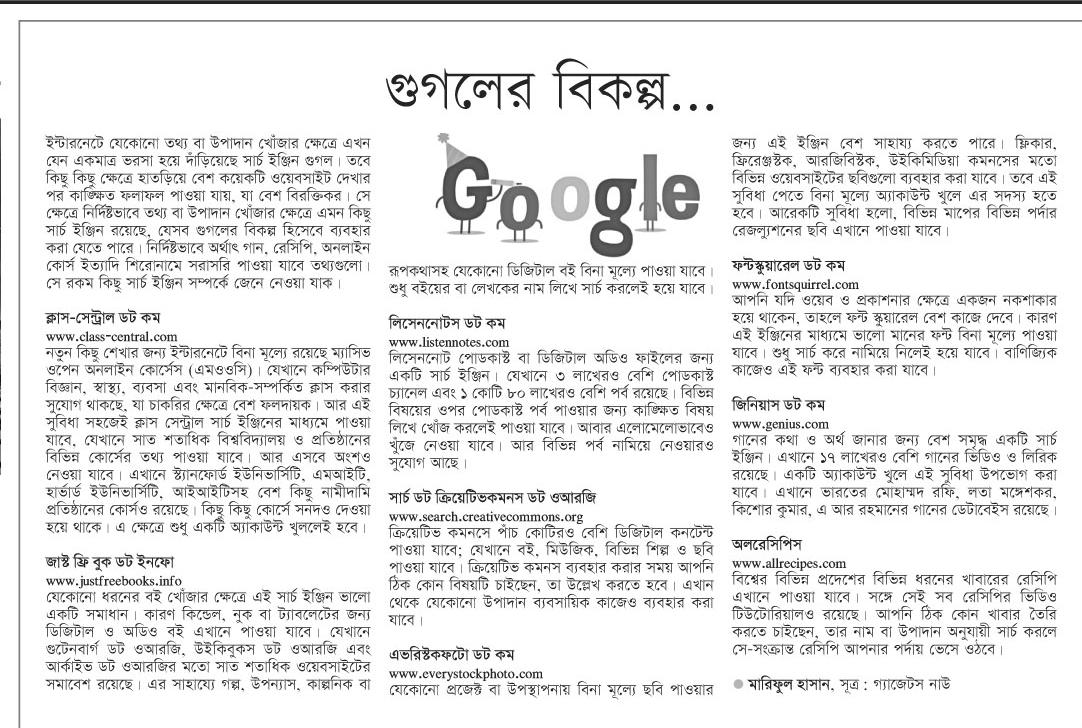 গুগলের বিকল্প...
ইন্টারনেটে যেকোনো তথ্য বা উপাদান খোঁজার ক্ষেত্রে এখন
যেন একমাত্র ভরসা হয়ে দাঁড়িয়েছে সার্চ ইঞ্জিন গুগল। তবে
কিছু কিছু ক্ষেত্রে হাতড়িয়ে বেশ কয়েকটি ওয়েবসাইট দেখার
পর কাঙ্ক্ষিত ফলাফল পাওয়া যায়, যা বেশ বিরক্তিকর। সে
ক্ষেত্রে নির্দিষ্টভাবে তথ্য বা উপাদান খোঁজার ক্ষেত্রে এমন কিছু
সার্চ ইঞ্জিন রয়েছে, যেসব গুগলের বিকল্প হিসেবে ব্যবহার
করা যেতে পারে। নির্দিষ্টভাবে অর্থাৎ গান, রেসিপি, অনলাইন
কোর্স ইত্যাদি শিরোনামে সরাসরি পাওয়া যাবে তথ্যগুলো।
সে রকম কিছু সার্চ ইঞ্জিন সম্পর্কে জেনে নেওয়া যাক।
ক্লাস-সেন্ট্রাল ডট কম
www.class-central.com
নতুন কিছু শেখার জন্য ইন্টারনেটে বিনা মূল্যে রয়েছে ম্যাসিভ
ওপেন অনলাইন কোর্সেস (এমওওসি)। যেখানে কম্পিউটার
বিজ্ঞান, স্বাস্থ্য, ব্যবসা এবং মানবিক-সম্পর্কিত ক্লাস করার
সুযোগ থাকছে, যা চাকরির ক্ষেত্রে বেশ ফলদায়ক। আর এই
সুবিধা সহজেই ক্লাস সেন্ট্রাল সার্চ ইঞ্জিনের মাধ্যমে পাওয়া
যাবে, যেখানে সাত শতাধিক বিশ্ববিদ্যালয় ও প্রতিষ্ঠানের
বিভিন্ন কোর্সের তথ্য পাওয়া যাবে। আর এসবে অংশও
নেওয়া যাবে। এখানে স্ট্যানফোর্ড ইউনিভার্সিটি, এমআইটি,
হার্ভার্ড ইউনিভার্সিটি, আইআইটিসহ বেশ কিছু নামীদামি
প্রতিষ্ঠানের কোর্সও রয়েছে। কিছু কিছু কোর্সে সনদও দেওয়া
হয়ে থাকে। এ ক্ষেত্রে শুধু একটি অ্যাকাউন্ট খুললেই হবে।
জাস্ট ফ্রি বুক ডট ইনফো
www.justfreebooks.info
যেকোনো ধরনের বই খোঁজার ক্ষেত্রে এই সার্চ ইঞ্জিন ভালো
একটি সমাধান। কারণ কিন্ডেল, নুক বা ট্যাবলেটের জন্য
ডিজিটাল ও অডিও বই এখানে পাওয়া যাবে। যেখানে
গুটেনবার্গ ডট ওআরজি, উইকিবুকস ডট ওআরজি এবং
আর্কাইভ ডট ওআরজির মতো সাত শতাধিক ওয়েবসাইটের
সমাবেশ রয়েছে। এর সাহায্যে গল্প, উপন্যাস, কাল্পনিক বা
Google
রূপকথাসহ যেকোনো ডিজিটাল বই বিনা মূল্যে পাওয়া যাবে।
শুধু বইয়ের বা লেখকের নাম লিখে সার্চ করলেই হয়ে যাবে।
লিসেননোটস ডট কম
www.listennotes.com
লিসেননোট পোডকাস্ট বা ডিজিটাল অডিও ফাইলের জন্য
একটি সার্চ ইঞ্জিন। যেখানে ৩ লাখেরও বেশি পোডকাস্ট
চ্যানেল এবং ১ কোটি ৮০ লাখেরও বেশি পর্ব রয়েছে। বিভিন্ন
বিষয়ের ওপর পোডকাস্ট পর্ব পাওয়ার জন্য কাঙ্ক্ষিত বিষয়
লিখে খোঁজ করলেই পাওয়া যাবে। আবার এলোমেলোভাবেও
খুঁজে নেওয়া যাবে। আর বিভিন্ন পর্ব নামিয়ে নেওয়ারও
সুযোগ আছে।
সার্চ ডট ক্রিয়েটিভকমনস ডট ওআরজি
www.search.creativecommons.org
ক্রিয়েটিভ কমনসে পাঁচ কোটিরও বেশি ডিজিটাল কনটেন্ট
পাওয়া যাবে; যেখানে বই, মিউজিক, বিভিন্ন শিল্প ও ছবি
পাওয়া যাবে। ক্রিয়েটিভ কমনস ব্যবহার করার সময় আপনি
ঠিক কোন বিষয়টি চাইছেন, তা উল্লেখ করতে হবে। এখান
থেকে যেকোনো উপাদান ব্যবসায়িক কাজেও ব্যবহার করা
যাবে।
এভরিস্টকফটো ডট কম
www.everystockphoto.com
যেকোনো প্রজেক্ট বা উপস্থাপনায় বিনা মূল্যে ছবি পাওয়ার
জন্য এই ইঞ্জিন বেশ সাহায্য করতে পারে। ফ্লিকার,
ফ্রিরেঞ্জস্টক, আরজিবিস্টক, উইকিমিডিয়া কমনসের মতো
বিভিন্ন ওয়েবসাইটের ছবিগুলো ব্যবহার করা যাবে। তবে এই
সুবিধা পেতে বিনা মূল্যে অ্যাকাউন্ট খুলে এর সদস্য হতে
হবে। আরেকটি সুবিধা হলো, বিভিন্ন মাপের বিভিন্ন পর্দার
রেজল্যুশনের ছবি এখানে পাওয়া যাবে।
ফন্টস্কুয়ারেল ডট কম
www.fontsquirrel.com
আপনি যদি ওয়েব ও প্রকাশনার ক্ষেত্রে একজন নকশাকার
হয়ে থাকেন, তাহলে ফন্ট স্কুয়ারেল বেশ কাজে দেবে। কারণ
এই ইঞ্জিনের মাধ্যমে ভালো মানের ফন্ট বিনা মূল্যে পাওয়া
যাবে। শুধু সার্চ করে নামিয়ে নিলেই হয়ে যাবে। বাণিজ্যিক
কাজেও এই ফন্ট ব্যবহার করা যাবে।
জিনিয়াস ডট কম
www.genius.com
গানের কথা ও অর্থ জানার জন্য বেশ সমৃদ্ধ একটি সার্চ
ইঞ্জিন। এখানে ১৭ লাখেরও বেশি গানের ভিডিও ও লিরিক
রয়েছে। একটি অ্যাকাউন্ট খুলে এই সুবিধা উপভোগ করা
যাবে। এখানে ভারতের মোহাম্মদ রফি, লতা মঙ্গেশকর,
কিশোর কুমার, এ আর রহমানের গানের ডেটাবেইস রয়েছে।
অলরেসিপিস
www.allrecipes.com
বিশ্বের বিভিন্ন প্রদেশের বিভিন্ন ধরনের খাবারের রেসিপি
এখানে পাওয়া যাবে। সঙ্গে সেই সব রেসিপির ভিডিও
টিউটোরিয়ালও রয়েছে। আপনি ঠিক কোন খাবার তৈরি
করতে চাইছেন, তার নাম বা উপাদান অনুযায়ী সার্চ করলে
সে-সংক্রান্ত রেসিপি আপনার পর্দায় ভেসে ওঠবে।
● মারিফুল হাসান, সূত্র : গ্যাজেটস নাউ